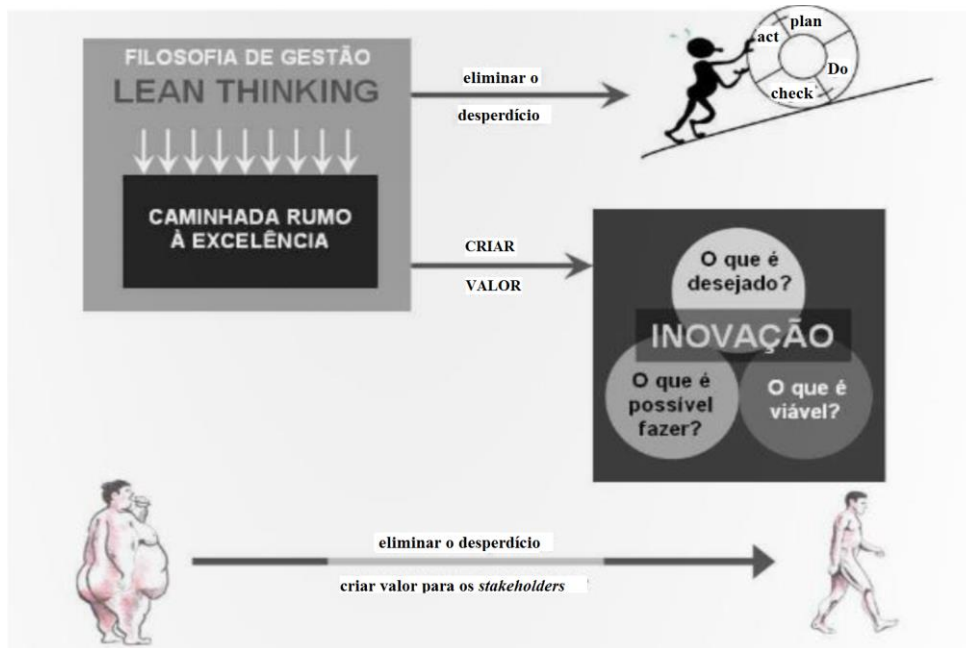 FILOSOFIA DE GESTÃO
LEAN THINKING
CAMINHADA RUMO
À EXCELÊNCIA
eliminar o
desperdício
plan
act
Do
check
CRIAR
VALOR
O que é
desejado?
INOVAÇÃO
O que é
possível
fazer?
O que é
viável?
eliminar o desperdício
criar valor para os stakeholders